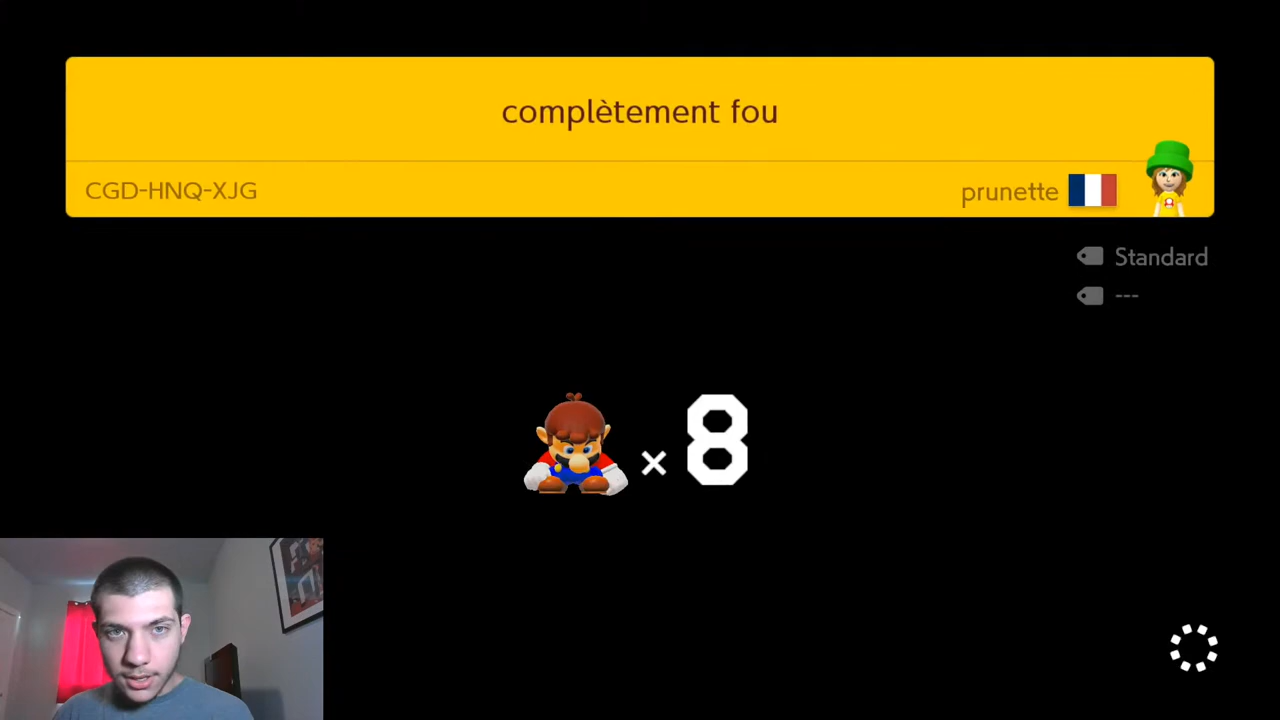 complètement fou
CGD-HNQ-XJG
prunette
Standard
---
× 8